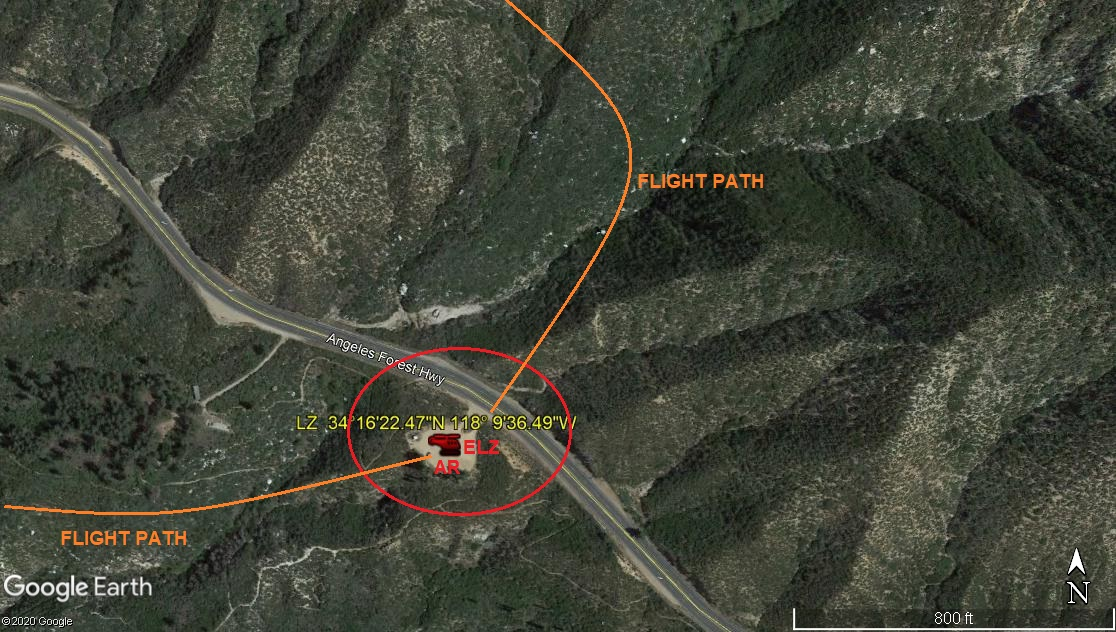 FLIGHT PATH
Angeles Forest Hwy
LZ 34°16'22.47"N 118° 9'36.49"W
ELZ
AR
FLIGHT PATH
Google Earth
©2020 Google
N
800 ft